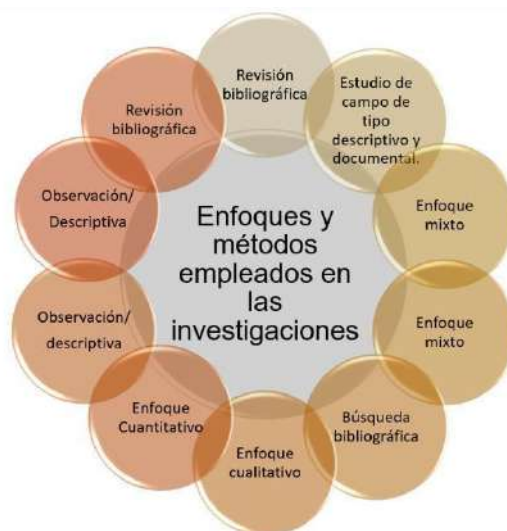 Revisión
bibliográfica
Estudio de
campo de
tipo
descriptivo y
documental.
Enfoque
mixto
Enfoque
mixto
Búsqueda
bibliográfica
Enfoque
cualitativo
Enfoque
Cuantitativo
Observación/
descriptiva
Observación/
Descriptiva
Revisión
bibliográfica
Enfoques y
métodos
empleados en
las
investigaciones